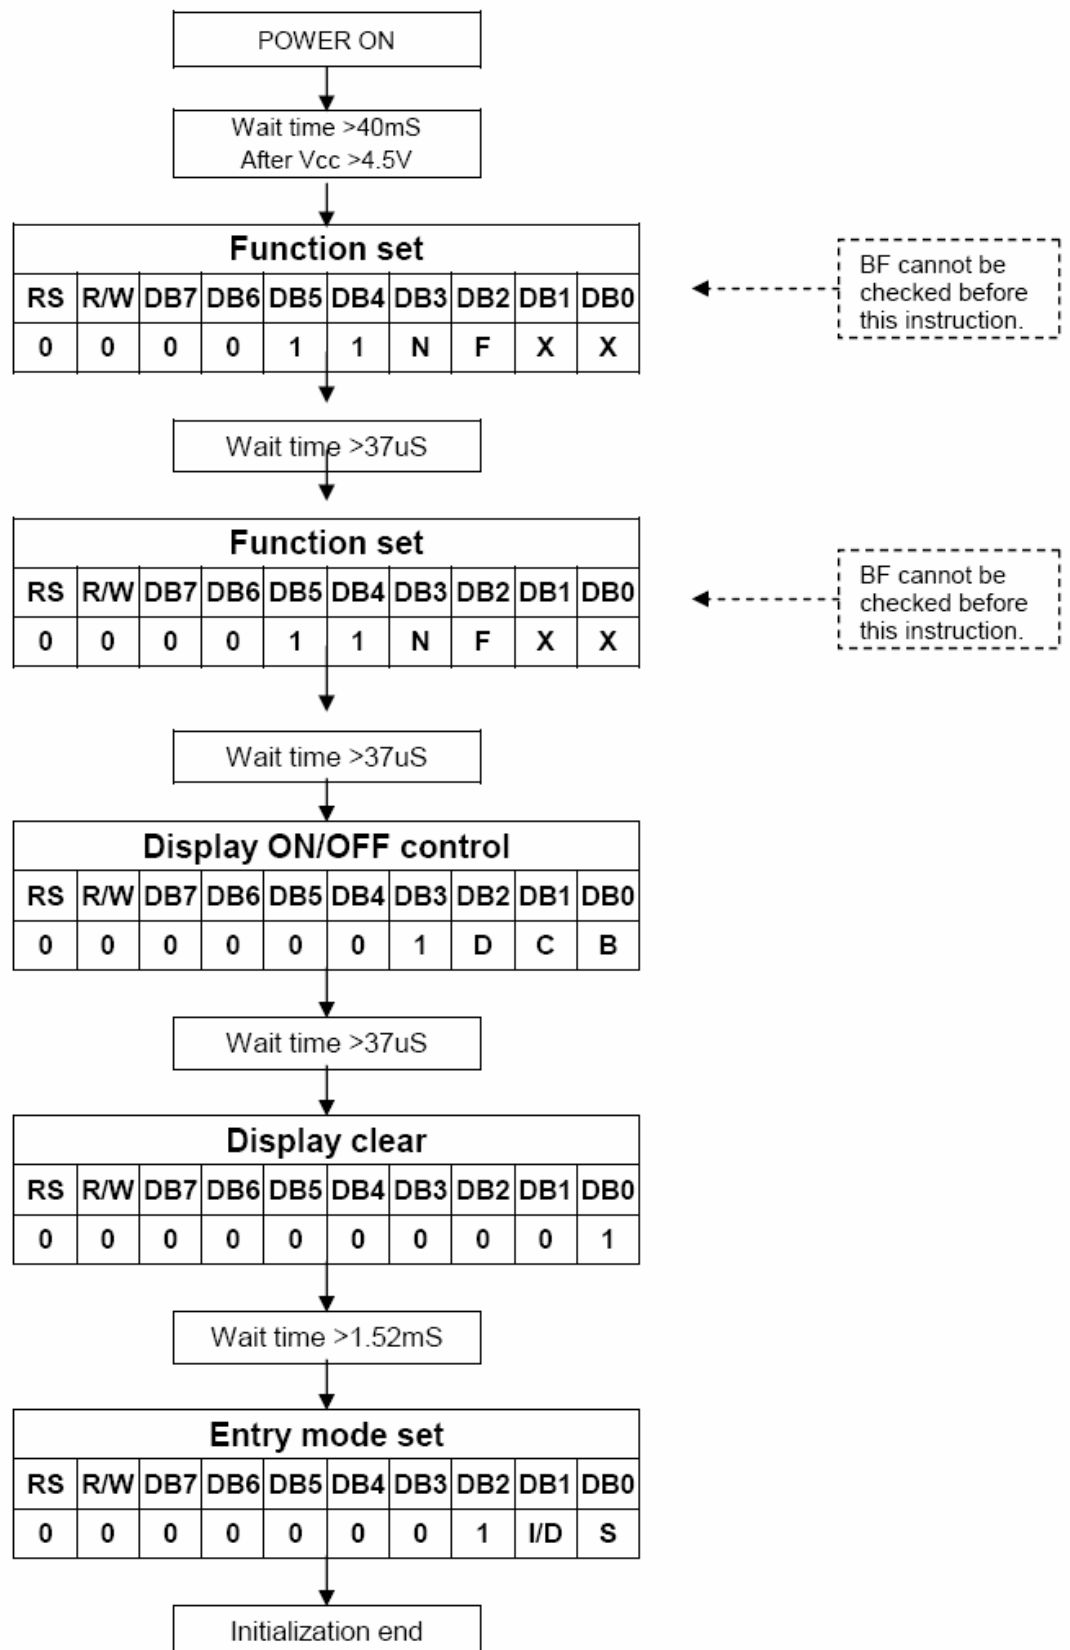 POWER ON
Wait time >40mS
After Vcc >4.5V
Function set
RS R/W DB7 DB6 DB5 DB4 DB3 DB2 DB1 DB0
0 0 0 0 1 1 N F X X
BF cannot be
checked before
this instruction.
Wait time >37uS
Function set
RS R/W DB7 DB6 DB5 DB4 DB3 DB2 DB1 DB0
0 0 0 0 1 1 N F X X
BF cannot be
checked before
this instruction.
Wait time >37uS
Display ON/OFF control
RS R/W DB7 DB6 DB5 DB4 DB3 DB2 DB1 DB0
0 0 0 0 0 0 1 D C B
Wait time >37uS
Display clear
RS R/W DB7 DB6 DB5 DB4 DB3 DB2 DB1 DB0
0 0 0 0 0 0 0 0 0 1
Wait time >1.52mS
Entry mode set
RS R/W DB7 DB6 DB5 DB4 DB3 DB2 DB1 DB0
0 0 0 0 0 0 0 1 I/D S
Initialization end